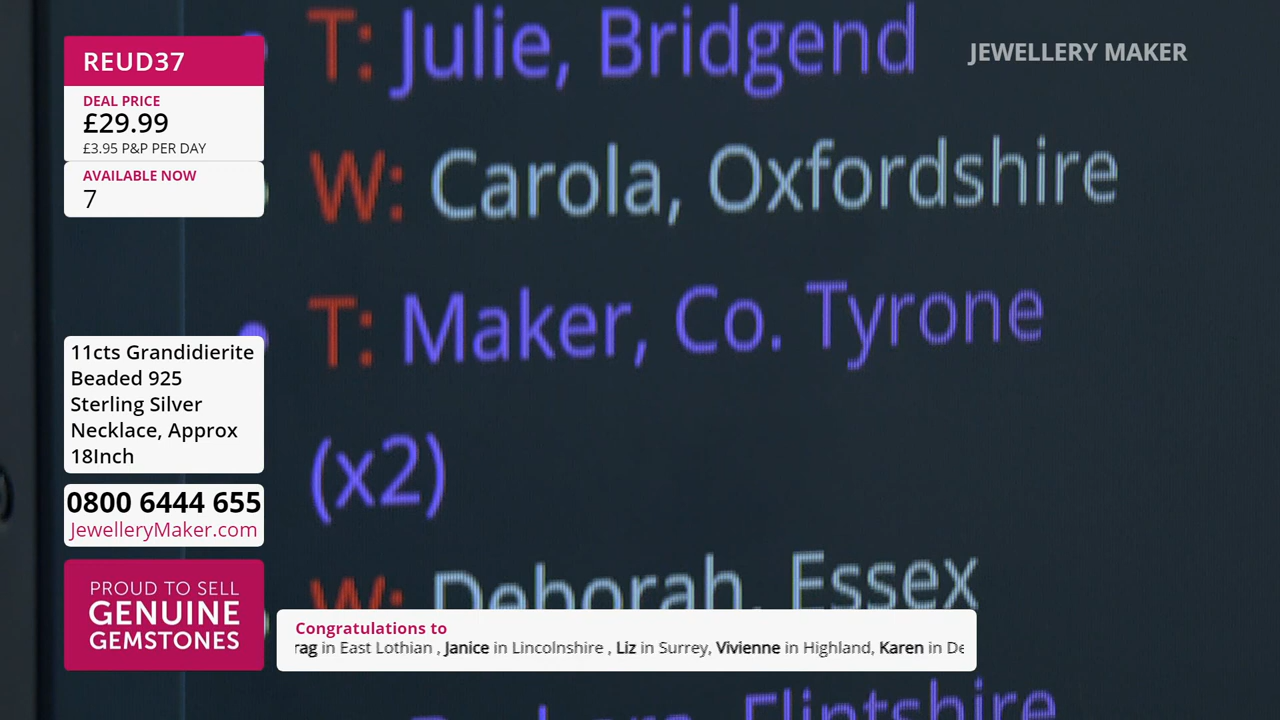 REUD37
DEAL PRICE
£29.99
£3.95 P&P PER DAY
AVAILABLE NOW
7
11cts Grandidierite
Beaded 925
Sterling Silver
Necklace, Approx
18Inch
0800 6444 655
JewelleryMaker.com
PROUD TO SELL
GENUINE
GEMSTONES
JEWELLERY MAKER
T: Julie, Bridgend
W: Carola, Oxfordshire
T: Maker, Co. Tyrone
(x2)
W: Deborah, Essex
Flintshire
Congratulations to
rag in East Lothian , Janice in Lincolnshire , Liz in Surrey, Vivienne in Highland, Karen in De